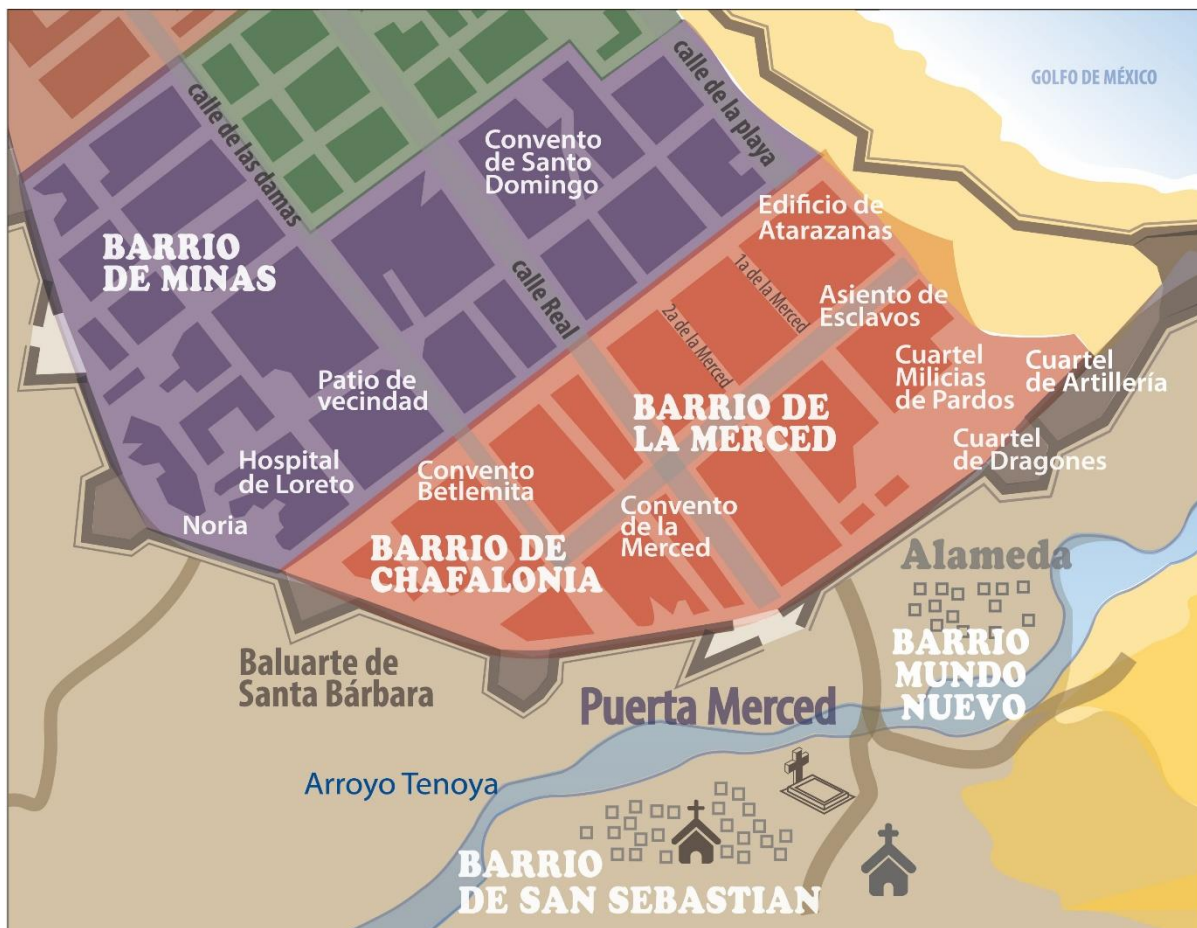 GOLFO DE MÉXICO
calle de las damas
calle de la playa
Convento
de Santo
Domingo
Edificio de
Atarazanas
BARRIO
DE MINAS
calle Real
1a de la Merced
2a de la Merced
Asiento de
Esclavos
Cuartel
Milicias
de Pardos
Cuartel
de Artillería
Patio de
vecindad
BARRIO DE
LA MERCED
Cuartel
de Dragones
Hospital
de Loreto
Convento
Betlemita
Noria
Convento
de la
Merced
BARRIO DE
CHAFALONIA
Alameda
BARRIO
MUNDO
NUEVO
Baluarte de
Santa Bárbara
Puerta Merced
Arroyo Tenoya
BARRIO
DE SAN SEBASTIAN